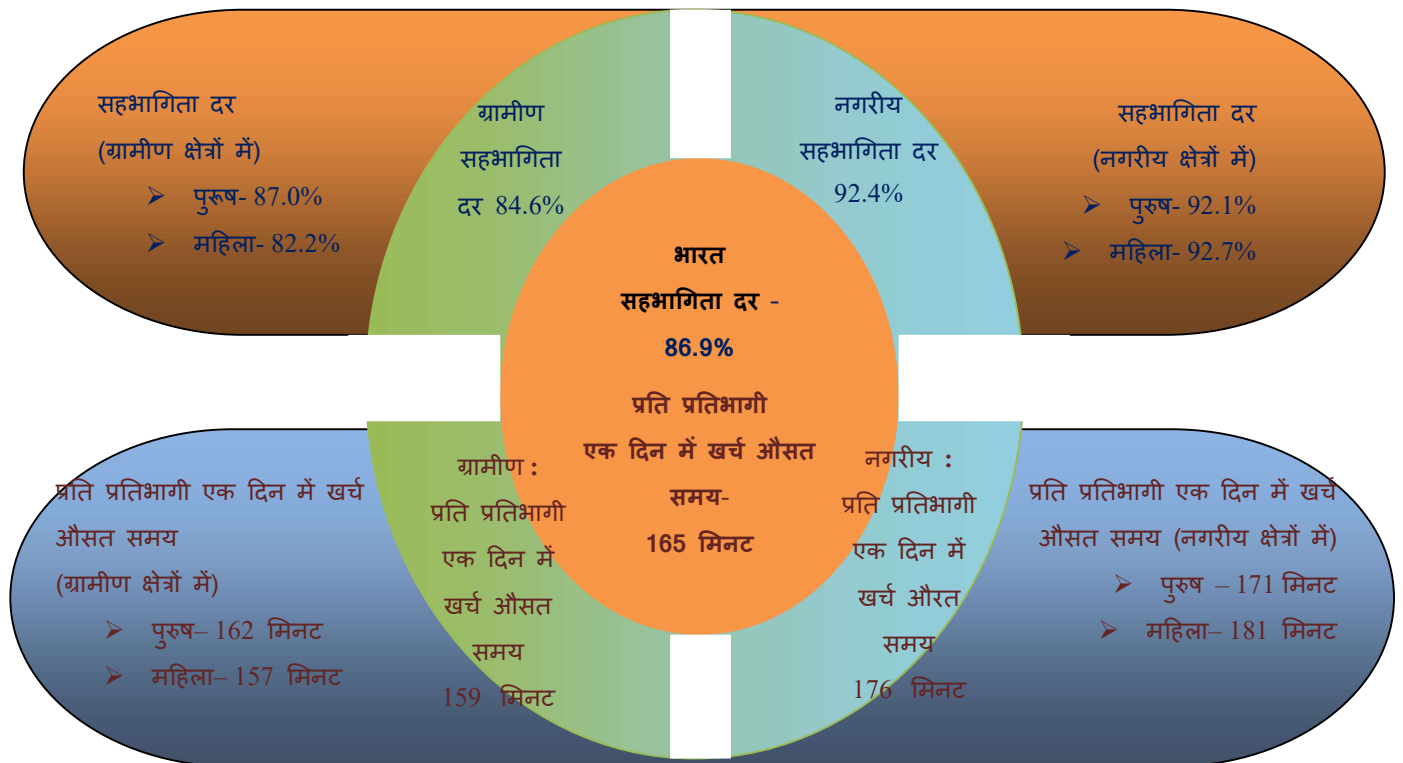 सहभागिता दर
(ग्रामीण क्षेत्रों में)
➢ पुरूष- 87.0%
➢ महिला- 82.2%
ग्रामीण
सहभागिता
दर 84.6%
नगरीय
सहभागिता दर
92.4%
सहभागिता दर
(नगरीय क्षेत्रों में)
➢ पुरुष- 92.1%
➢ महिला- 92.7%
भारत
सहभागिता दर -
86.9%
प्रति प्रतिभागी
एक दिन में खर्च औसत
समय-
165 मिनट
प्रति प्रतिभागी एक दिन में खर्च
औसत समय
(ग्रामीण क्षेत्रों में)
➢ पुरुष– 162 मिनट
➢ महिला– 157 मिनट
ग्रामीण :
प्रति प्रतिभागी
एक दिन में
खर्च औसत
समय
159 मिनट
नगरीय :
प्रति प्रतिभागी
एक दिन में
खर्च औरत
समय
176 मिनट
प्रति प्रतिभागी एक दिन में खर्च
औसत समय (नगरीय क्षेत्रों में)
➢ पुरुष – 171 मिनट
➢ महिला– 181 मिनट